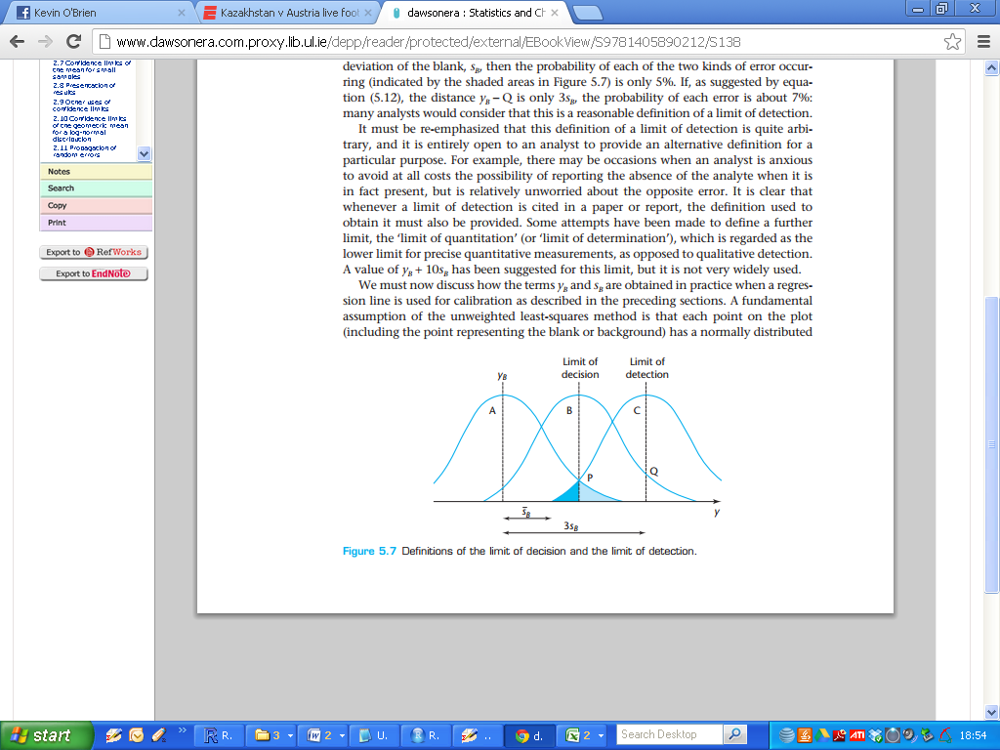 Kevin O'Brien
Kazakhstan v Austria live foot
dawsonera : Statistics and Ch
www.dawsonera.com.proxy.lib.ul.ie/depp/reader/protected/external/EBookView/S9781405890212/S138
2.7 Confidence limits of
the mean for small
samples
2.8 Presentation of
results
2.9 Other uses of
confidence limits
2.10 Confidence limits
of the geometric mean
for a log-normal
distribution
2.11 Propagation of
random errors
Notes
Search
Copy
Print
Export to RefWorks
Export to EndNote
deviation of the blank, sB, then the probability of each of the two kinds of error occur-
ring (indicated by the shaded areas in Figure 5.7) is only 5%. If, as suggested by equa-
tion (5.12), the distance yB – Q is only 3sB, the probability of each error is about 7%:
many analysts would consider that this is a reasonable definition of a limit of detection.
It must be re-emphasized that this definition of a limit of detection is quite arbi-
trary, and it is entirely open to an analyst to provide an alternative definition for a
particular purpose. For example, there may be occasions when an analyst is anxious
to avoid at all costs the possibility of reporting the absence of the analyte when it is
in fact present, but is relatively unworried about the opposite error. It is clear that
whenever a limit of detection is cited in a paper or report, the definition used to
obtain it must also be provided. Some attempts have been made to define a further
limit, the 'limit of quantitation' (or 'limit of determination'), which is regarded as the
lower limit for precise quantitative measurements, as opposed to qualitative detection.
A value of yB + 10sB has been suggested for this limit, but it is not very widely used.
We must now discuss how the terms yB and sB are obtained in practice when a regres-
sion line is used for calibration as described in the preceding sections. A fundamental
assumption of the unweighted least-squares method is that each point on the plot
(including the point representing the blank or background) has a normally distributed
yB
Limit of
decision
Limit of
detection
A
B
C
P
Q
s̄B
y
3sB
Figure 5.7 Definitions of the limit of decision and the limit of detection.
start
R.
3
2
U.
R.
..
d.
2
Search Desktop
18:54